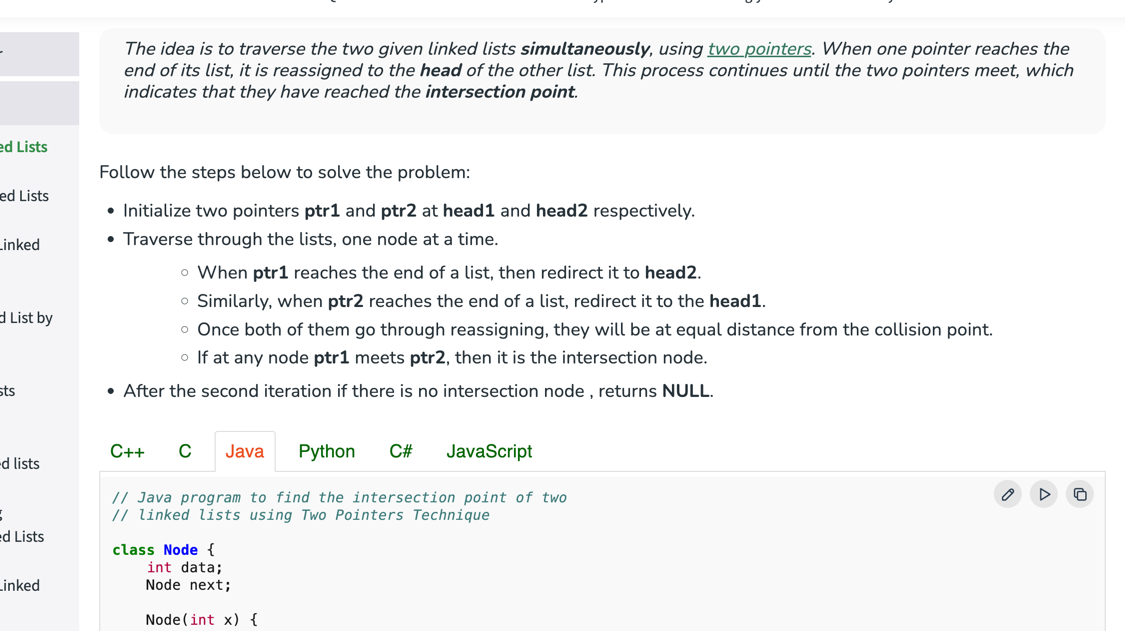 The idea is to traverse the two given linked lists simultaneously, using two pointers. When one pointer reaches the
end of its list, it is reassigned to the head of the other list. This process continues until the two pointers meet, which
indicates that they have reached the intersection point.
ed Lists
ed Lists
Linked
d List by
sts
d lists
ed Lists
Linked
Follow the steps below to solve the problem:
• Initialize two pointers ptr1 and ptr2 at head1 and head2 respectively.
• Traverse through the lists, one node at a time.
○ When ptr1 reaches the end of a list, then redirect it to head2.
○ Similarly, when ptr2 reaches the end of a list, redirect it to the head1.
○ Once both of them go through reassigning, they will be at equal distance from the collision point.
○ If at any node ptr1 meets ptr2, then it is the intersection node.
• After the second iteration if there is no intersection node , returns NULL.
C++ C Java Python C# JavaScript
// Java program to find the intersection point of two
// linked lists using Two Pointers Technique
class Node {
int data;
Node next;
Node(int x) {